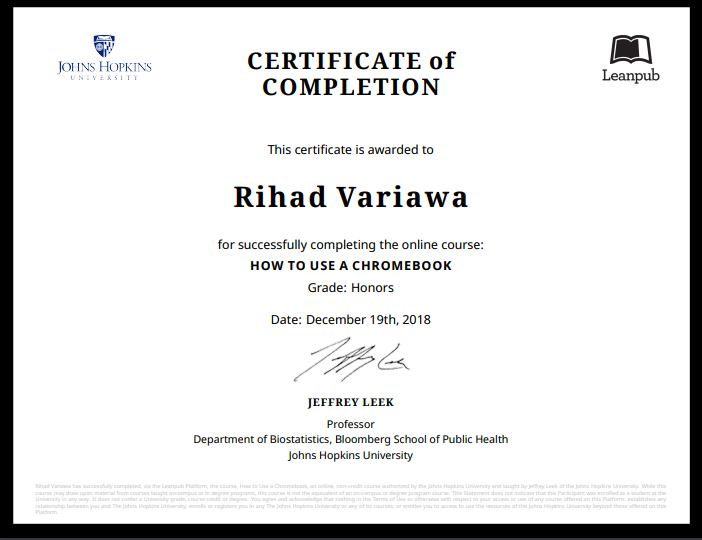 JOHNS HOPKINS
UNIVERSITY
CERTIFICATE of
COMPLETION
Leanpub
This certificate is awarded to
Rihad Variawa
for successfully completing the online course:
HOW TO USE A CHROMEBOOK
Grade: Honors
Date: December 19th, 2018
JEFFREY LEEK
Professor
Department of Biostatistics, Bloomberg School of Public Health
Johns Hopkins University
Rihad Variawa has successfully completed, via the Leanpub Platform, the course, How to Use a Chromebook, an online, non-credit course authorized by the Johns Hopkins University and taught by Jeffrey Leek of the Johns Hopkins University. While this
course may draw upon material from courses taught on-campus or in degree programs, this course is not the equivalent of an on-campus or degree program course. This Statement does not indicate that this Participant was enrolled as a student at the
University in any way. It does not confer a University grade, course credit or degree. You agree and acknowledge that nothing in the Terms of Use or otherwise with respect to your access or use of any course offered on this Platform: establishes any
relationship between you and The Johns Hopkins University; enrolls or registers you in any The Johns Hopkins University or any of its courses; or entitles you to access to use the resources of the Johns Hopkins University beyond those offered on this
Platform.